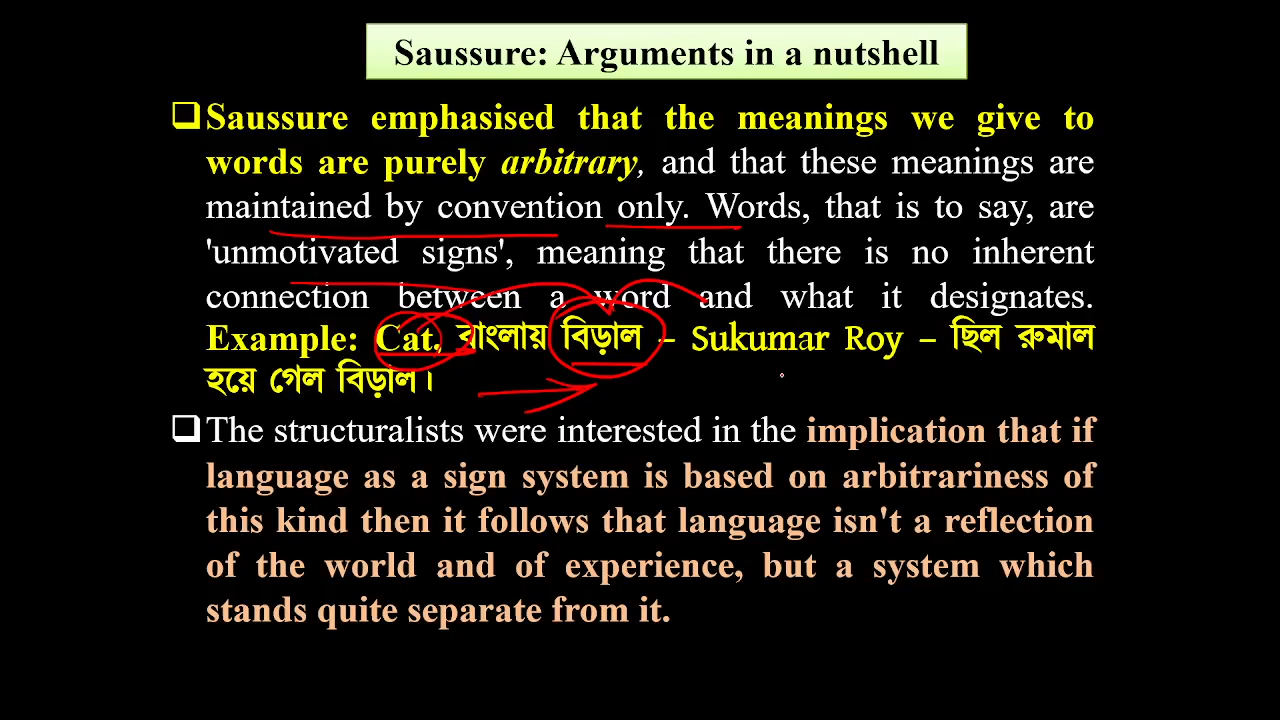 Saussure: Arguments in a nutshell
Saussure emphasised that the meanings we give to
words are purely arbitrary, and that these meanings are
maintained by convention only. Words, that is to say, are
'unmotivated signs', meaning that there is no inherent
connection between a word and what it designates.
Example: Cat, বাংলায় বিড়াল – Sukumar Roy – ছিল রুমাল
হয়ে গেল বিড়াল।
The structuralists were interested in the implication that if
language as a sign system is based on arbitrariness of
this kind then it follows that language isn't a reflection
of the world and of experience, but a system which
stands quite separate from it.